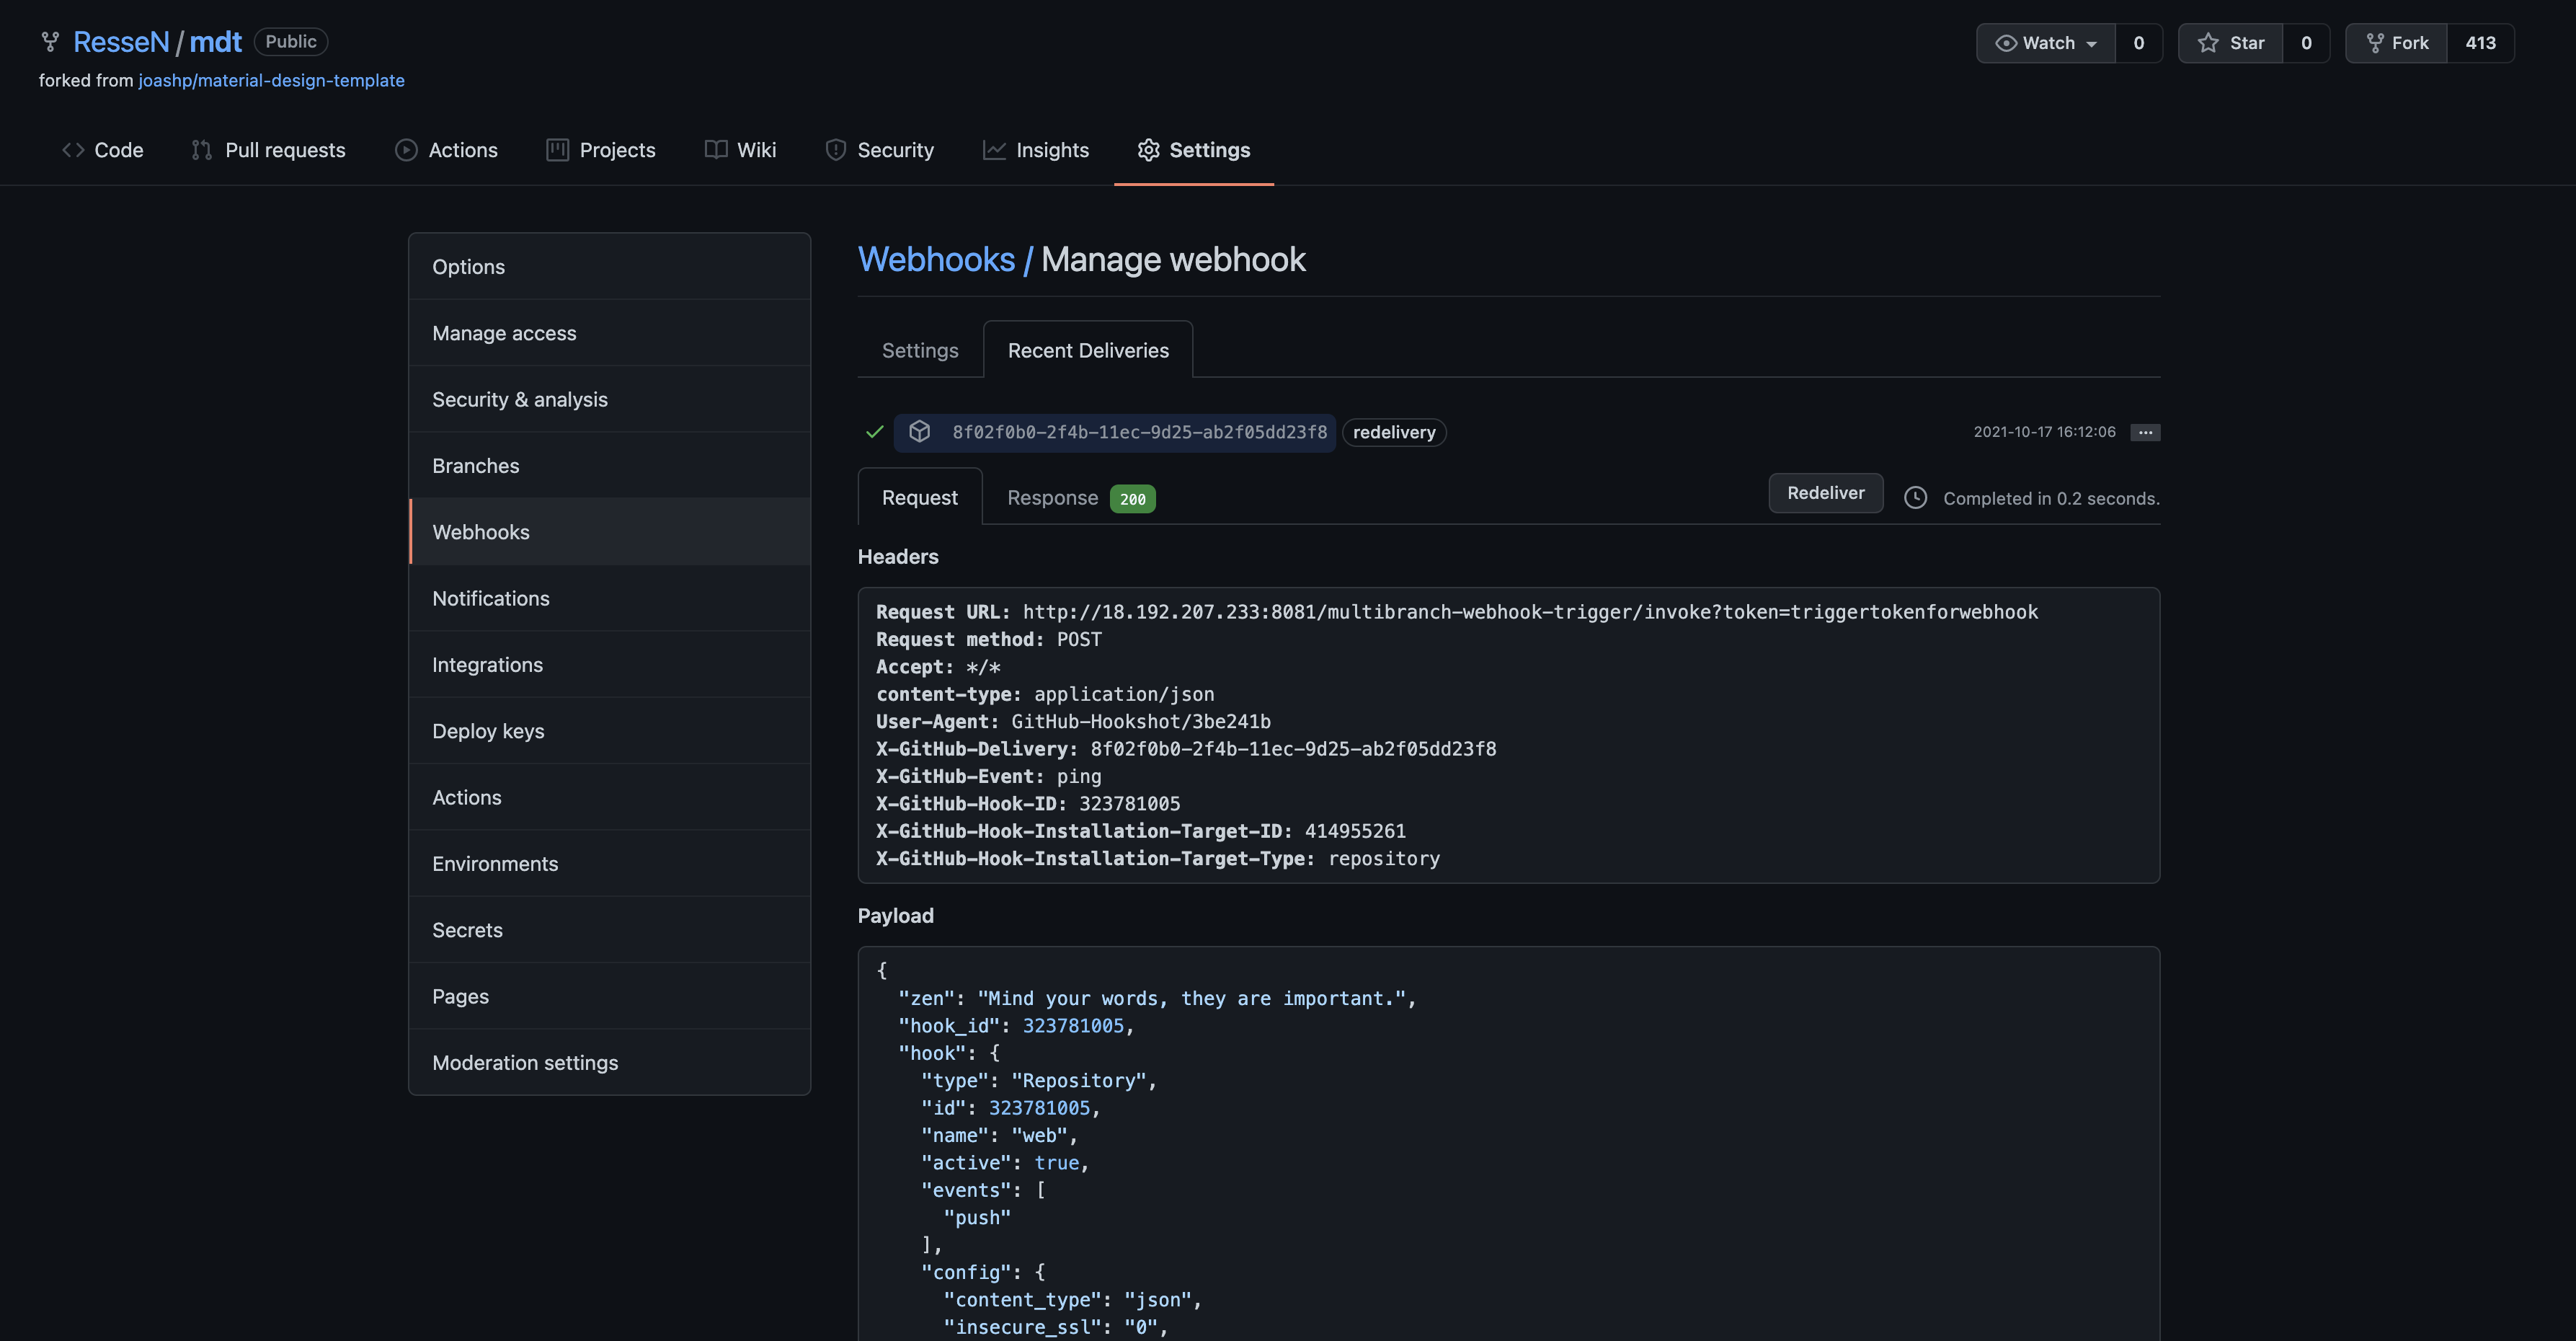 ResseN / mdt Public
Watch 0 Star 0 Fork 413
forked from joashp/material-design-template
Code Pull requests Actions Projects Wiki Security Insights Settings
Options
Manage access
Security & analysis
Branches
Webhooks
Notifications
Integrations
Deploy keys
Actions
Environments
Secrets
Pages
Moderation settings
Webhooks / Manage webhook
Settings Recent Deliveries
8f02f0b0-2f4b-11ec-9d25-ab2f05dd23f8 redelivery 2021-10-17 16:12:06 ...
Request Response 200 Redeliver Completed in 0.2 seconds.
Headers
Request URL: http://18.192.207.233:8081/multibranch-webhook-trigger/invoke?token=triggertokenforwebhook
Request method: POST
Accept: */*
content-type: application/json
User-Agent: GitHub-Hookshot/3be241b
X-GitHub-Delivery: 8f02f0b0-2f4b-11ec-9d25-ab2f05dd23f8
X-GitHub-Event: ping
X-GitHub-Hook-ID: 323781005
X-GitHub-Hook-Installation-Target-ID: 414955261
X-GitHub-Hook-Installation-Target-Type: repository
Payload
{
"zen": "Mind your words, they are important.",
"hook_id": 323781005,
"hook": {
"type": "Repository",
"id": 323781005,
"name": "web",
"active": true,
"events": [
"push"
],
"config": {
"content_type": "json",
"insecure_ssl": "0",